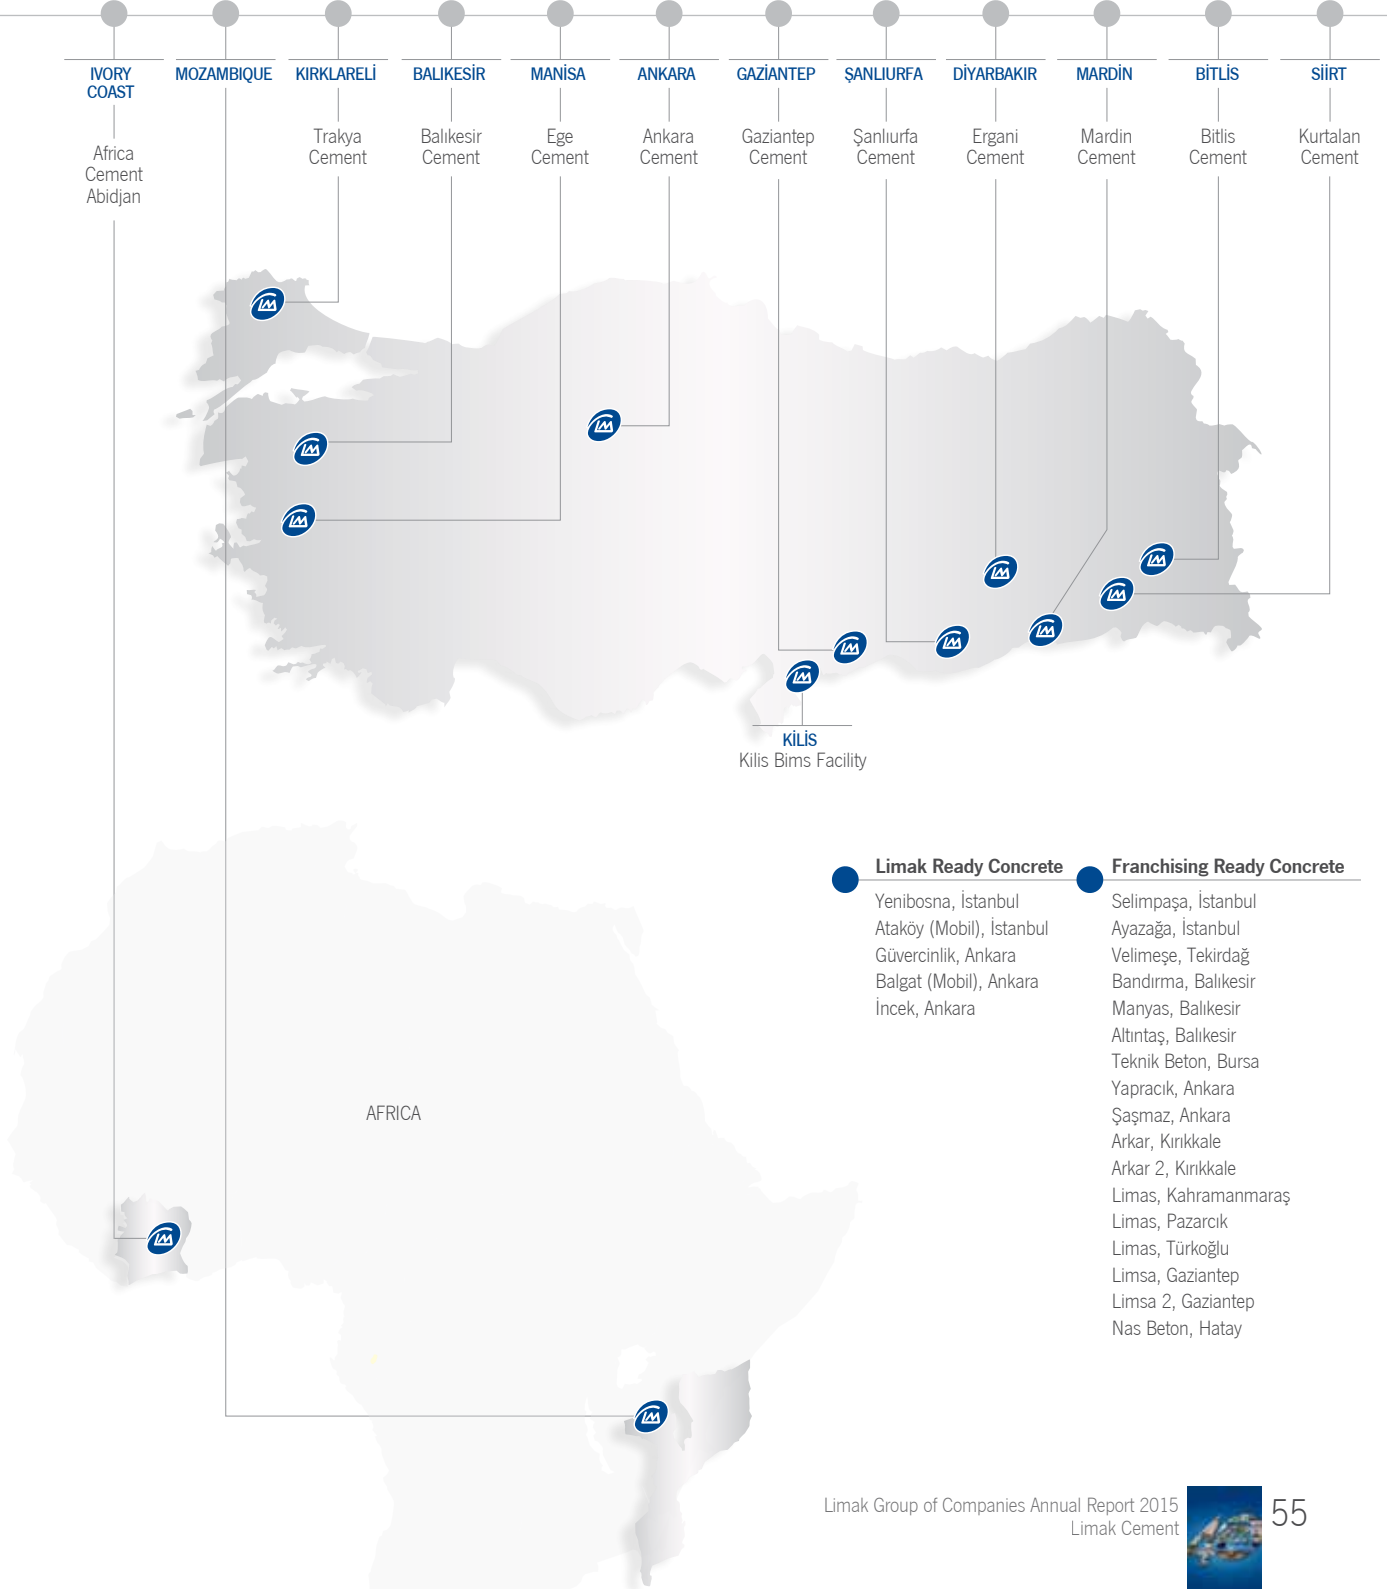 IVORY
COAST
MOZAMBIQUE
KIRKLARELİ
BALIKESİR
MANİSA
ANKARA
GAZİANTEP
ŞANLIURFA
DİYARBAKIR
MARDİN
BİTLİS
SİİRT
Africa
Cement
Abidjan
Trakya
Cement
Balıkesir
Cement
Ege
Cement
Ankara
Cement
Gaziantep
Cement
Şanlıurfa
Cement
Ergani
Cement
Mardin
Cement
Bitlis
Cement
Kurtalan
Cement
KİLİS
Kilis Bims Facility
AFRICA
Limak Ready Concrete
Yenibosna, İstanbul
Ataköy (Mobil), İstanbul
Güvercinlik, Ankara
Balgat (Mobil), Ankara
İncek, Ankara
Franchising Ready Concrete
Selimpaşa, İstanbul
Ayazağa, İstanbul
Velimeşe, Tekirdağ
Bandırma, Balıkesir
Manyas, Balıkesir
Altıntaş, Balıkesir
Teknik Beton, Bursa
Yapracık, Ankara
Şaşmaz, Ankara
Arkar, Kırıkkale
Arkar 2, Kırıkkale
Limas, Kahramanmaraş
Limas, Pazarcık
Limas, Türkoğlu
Limsa, Gaziantep
Limsa 2, Gaziantep
Nas Beton, Hatay
Limak Group of Companies Annual Report 2015
Limak Cement
55